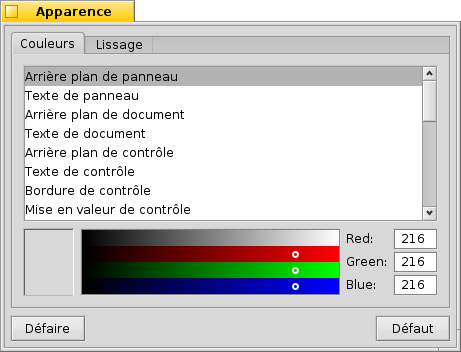 Apparence
Couleurs Lissage
Arrière plan de panneau
Texte de panneau
Arrière plan de document
Texte de document
Arrière plan de contrôle
Texte de contrôle
Bordure de contrôle
Mise en valeur de contrôle
Red: 216
Green: 216
Blue: 216
Défaire Défaut